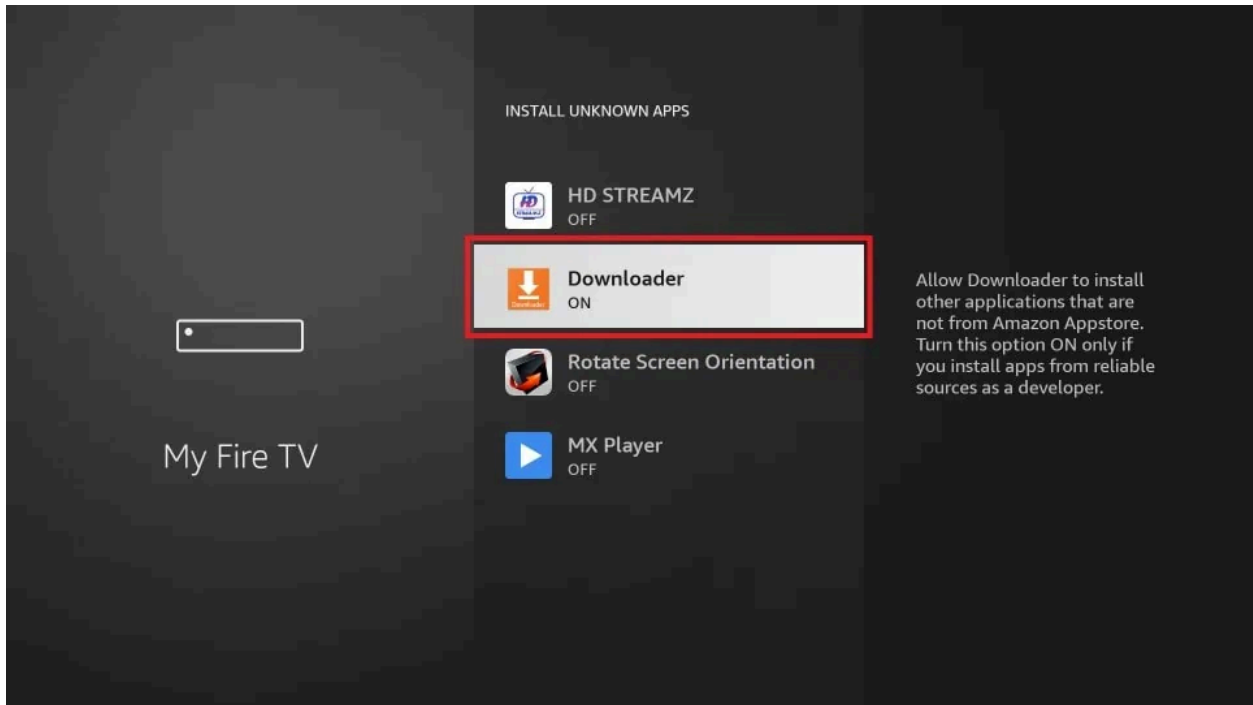 INSTALL UNKNOWN APPS
HD STREAMZ
OFF
Downloader
ON
Rotate Screen Orientation
OFF
MX Player
OFF
My Fire TV
Allow Downloader to install
other applications that are
not from Amazon Appstore.
Turn this option ON only if
you install apps from reliable
sources as a developer.